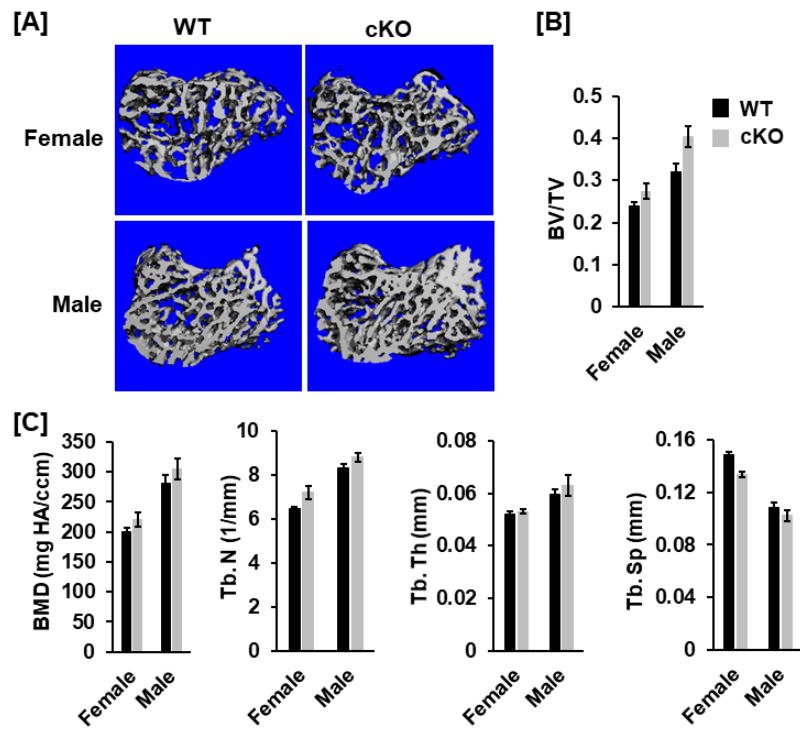 [A]
WT
cKO
Female
Male
[B]
BV/TV
0.5
0.4
0.3
0.2
0.1
0
Female
Male
WT
cKO
[C]
BMD (mg HA/ccm)
350
300
250
200
150
100
50
0
Female
Male
Tb. N (1/mm)
10
8
6
4
2
0
Female
Male
Tb. Th (mm)
0.08
0.06
0.04
0.02
0
Female
Male
Tb. Sp (mm)
0.16
0.12
0.08
0.04
0
Female
Male